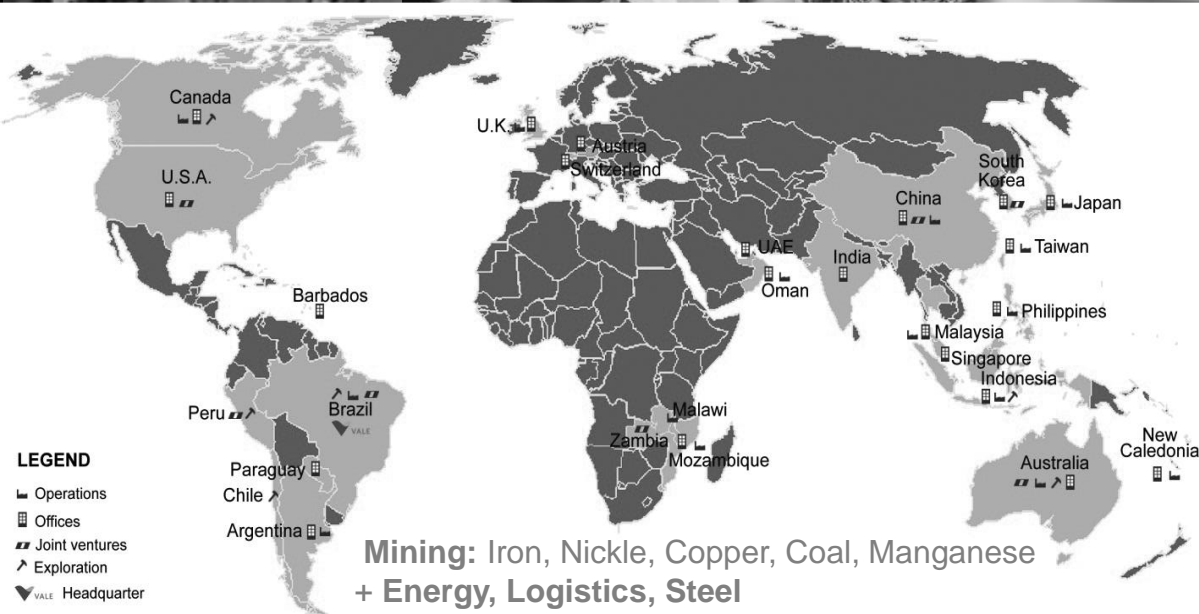 Canada
U.S.A.
Barbados
Peru
Brazil
VALE
Paraguay
Chile
Argentina
U.K.
Austria
Switzerland
UAE
Oman
India
China
South
Korea
Japan
Taiwan
Philippines
Malaysia
Singapore
Indonesia
Malawi
Zambia
Mozambique
Australia
New
Caledonia
LEGEND
Operations
Offices
Joint ventures
Exploration
VALE Headquarter
Mining: Iron, Nickle, Copper, Coal, Manganese
+ Energy, Logistics, Steel